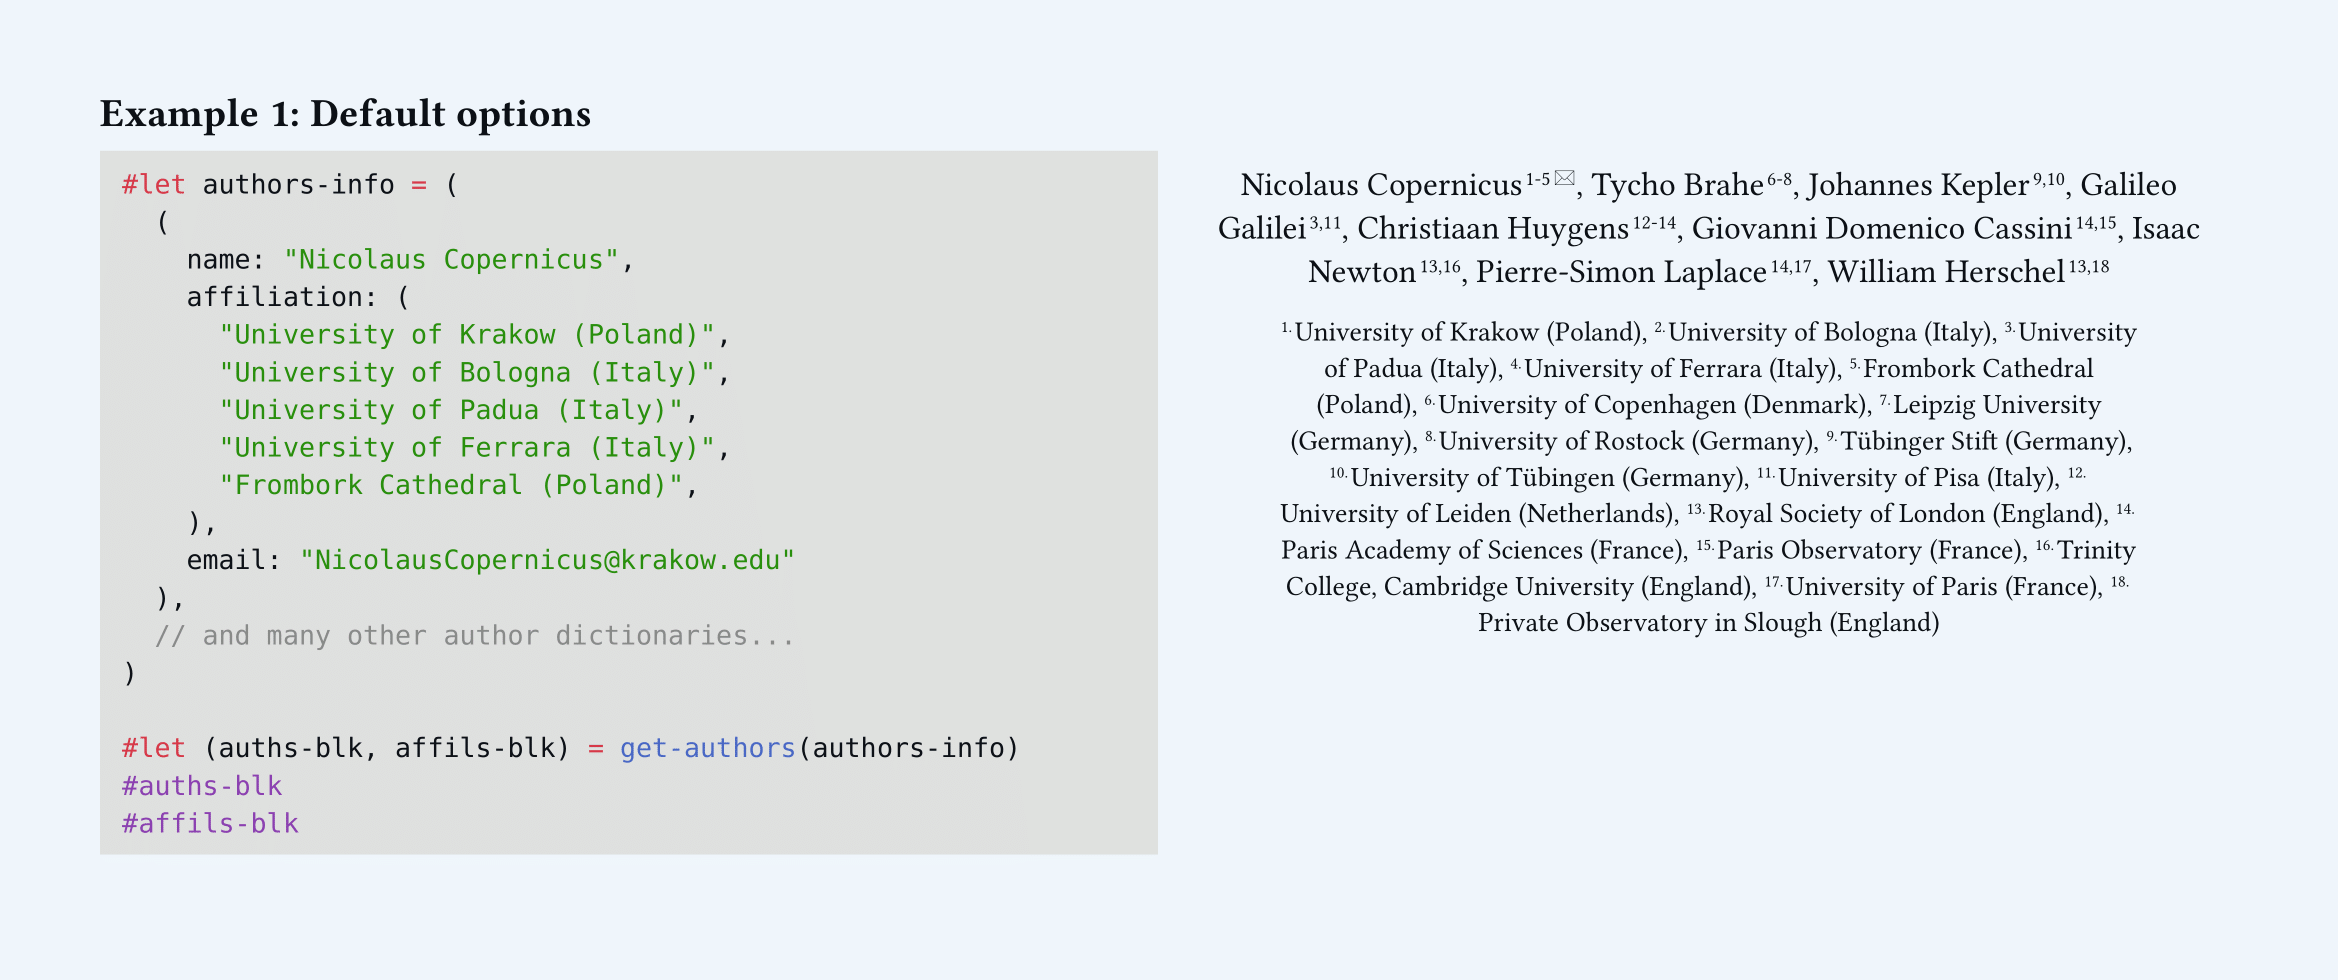 Example 1: Default options
#let authors-info = (
  (
    name: "Nicolaus Copernicus",
    affiliation: (
      "University of Krakow (Poland)",
      "University of Bologna (Italy)",
      "University of Padua (Italy)",
      "University of Ferrara (Italy)",
      "Frombork Cathedral (Poland)",
    ),
    email: "NicolausCopernicus@krakow.edu"
  ),
  // and many other author dictionaries...
)

#let (auths-blk, affils-blk) = get-authors(authors-info)
#auths-blk
#affils-blk
Nicolaus Copernicus 1-5✉, Tycho Brahe 6-8, Johannes Kepler 9,10, Galileo
Galilei 3,11, Christiaan Huygens 12-14, Giovanni Domenico Cassini 14,15, Isaac
Newton 13,16, Pierre-Simon Laplace 14,17, William Herschel 13,18
1. University of Krakow (Poland), 2. University of Bologna (Italy), 3. University
of Padua (Italy), 4. University of Ferrara (Italy), 5. Frombork Cathedral
(Poland), 6. University of Copenhagen (Denmark), 7. Leipzig University
(Germany), 8. University of Rostock (Germany), 9. Tübinger Stift (Germany),
10. University of Tübingen (Germany), 11. University of Pisa (Italy), 12.
University of Leiden (Netherlands), 13. Royal Society of London (England), 14.
Paris Academy of Sciences (France), 15. Paris Observatory (France), 16. Trinity
College, Cambridge University (England), 17. University of Paris (France), 18.
Private Observatory in Slough (England)